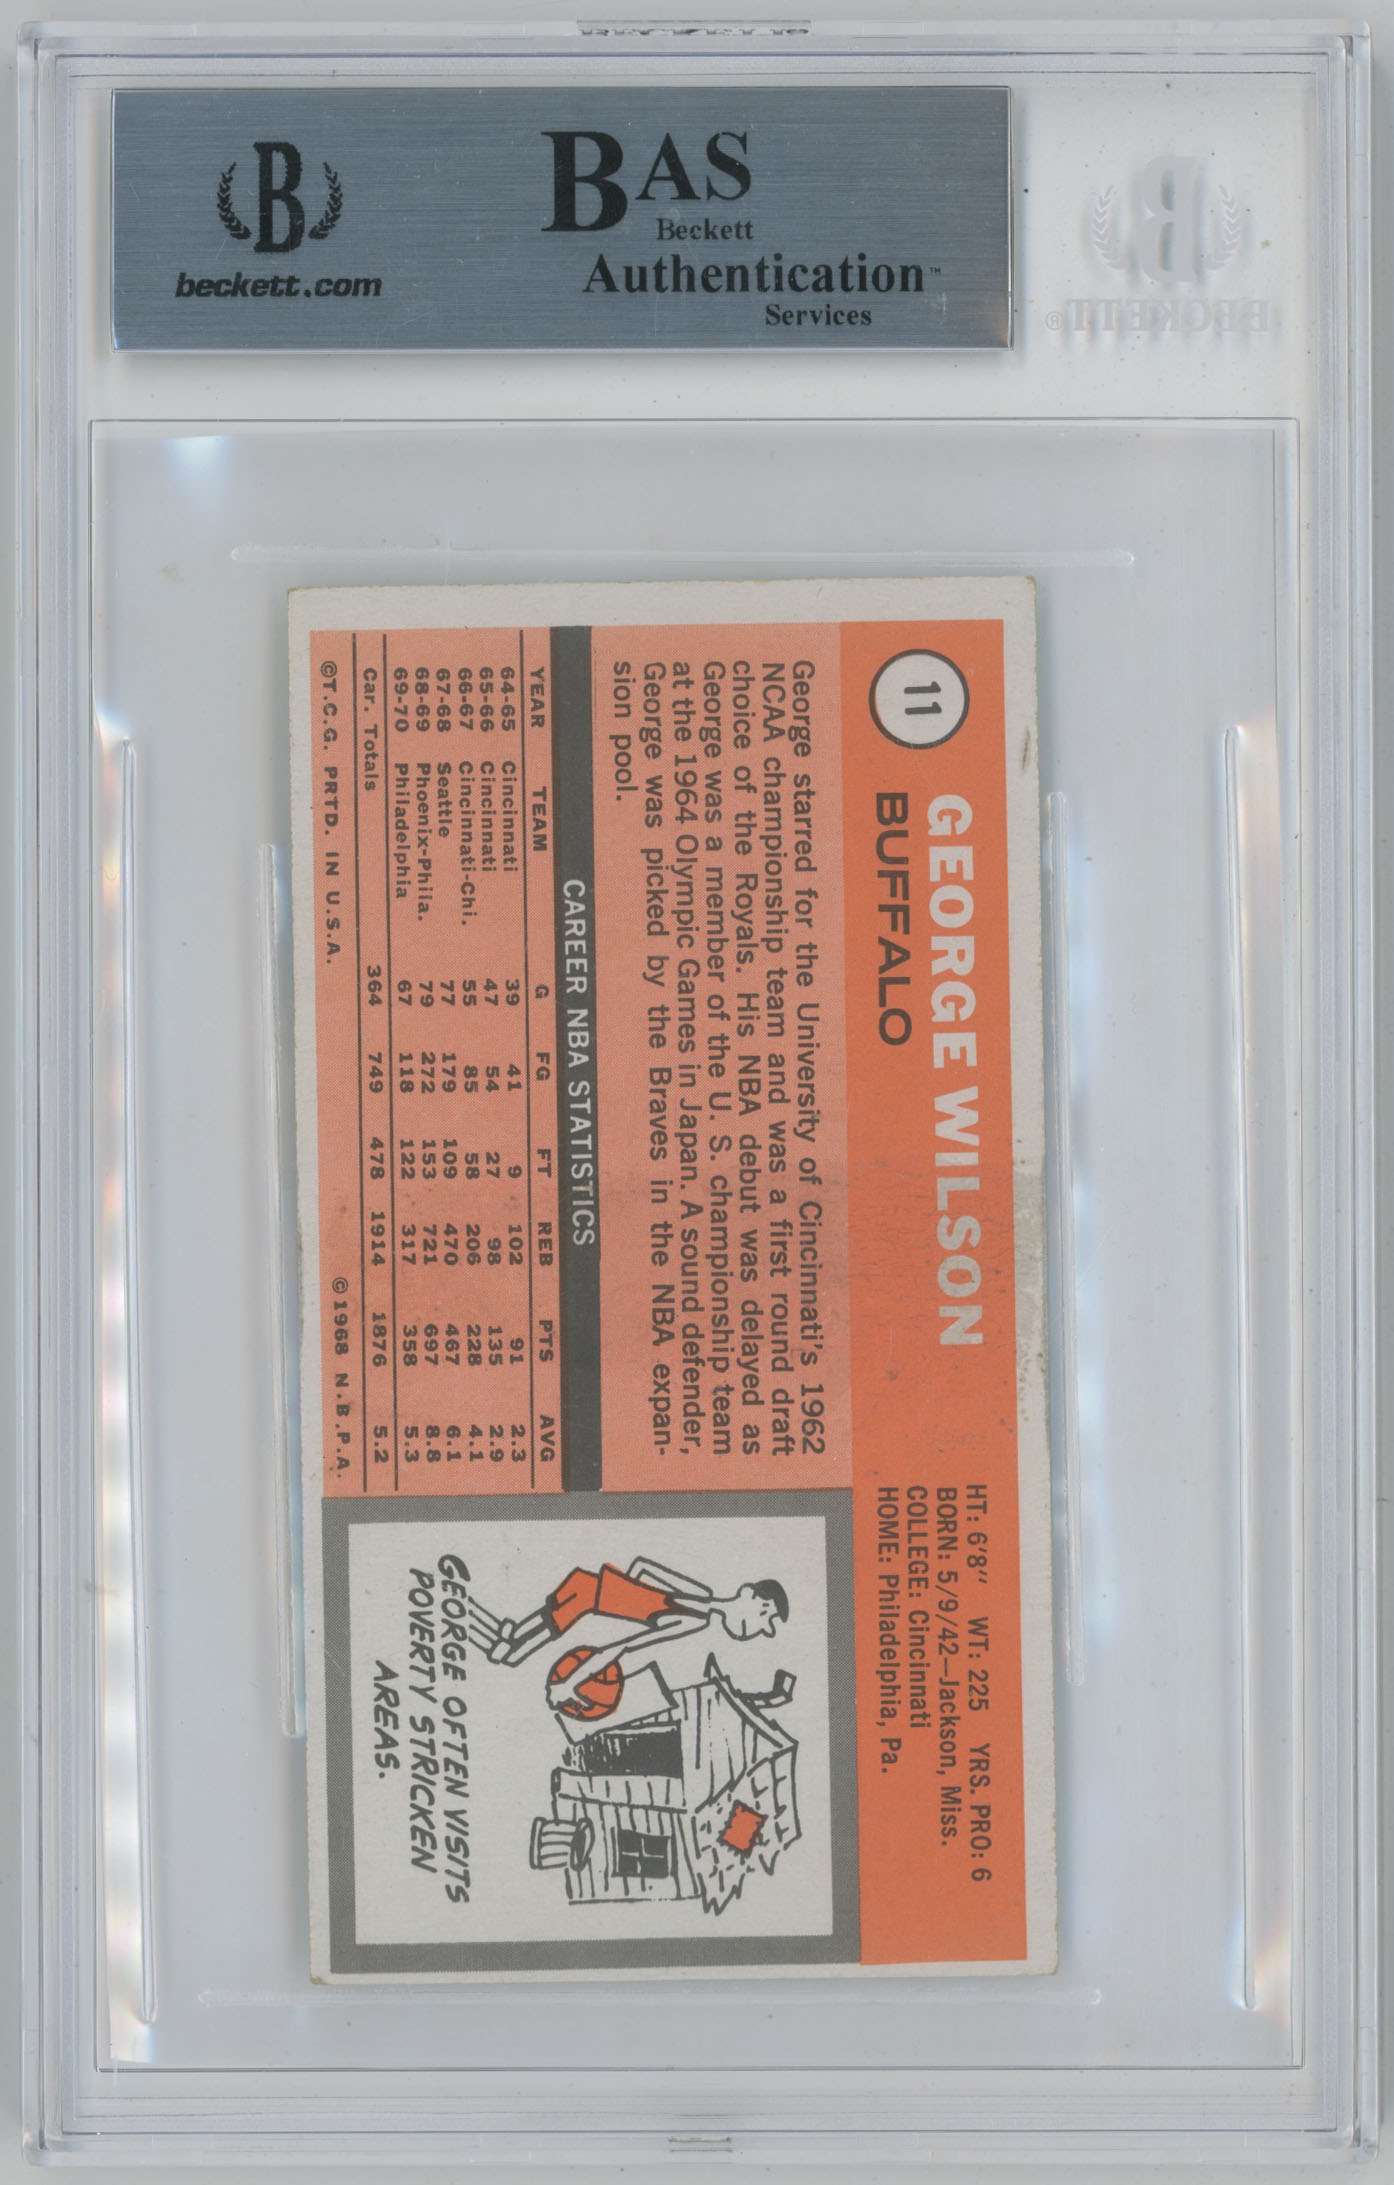 BECKETT
B
beckett.com
BAS
Beckett
Authentication™
Services
B
BECKETT®
11
GEORGE WILSON
BUFFALO
HT: 6'8" WT: 225 YRS. PRO: 6
BORN: 5/9/42—Jackson, Miss.
COLLEGE: Cincinnati
HOME: Philadelphia, Pa.
George starred for the University of Cincinnati's 1962
NCAA championship team and was a first round draft
choice of the Royals. His NBA debut was delayed as
George was a member of the U. S. championship team
at the 1964 Olympic Games in Japan. A sound defender,
George was picked by the Braves in the NBA expan-
sion pool.
CAREER NBA STATISTICS
YEAR TEAM G FG FT REB PTS AVG
64-65 Cincinnati 39 41 9 102 91 2.3
65-66 Cincinnati 47 54 27 98 135 2.9
66-67 Cincinnati-Chi. 55 85 58 206 228 4.1
67-68 Seattle 77 179 109 470 467 6.1
68-69 Phoenix-Phila. 79 272 153 721 697 8.8
69-70 Philadelphia 67 118 122 317 358 5.3
Car. Totals 364 749 478 1914 1876 5.2
©T.C.G. PRTD. IN U.S.A. ©1968 N.B.P.A.
GEORGE OFTEN VISITS
POVERTY STRICKEN
AREAS.